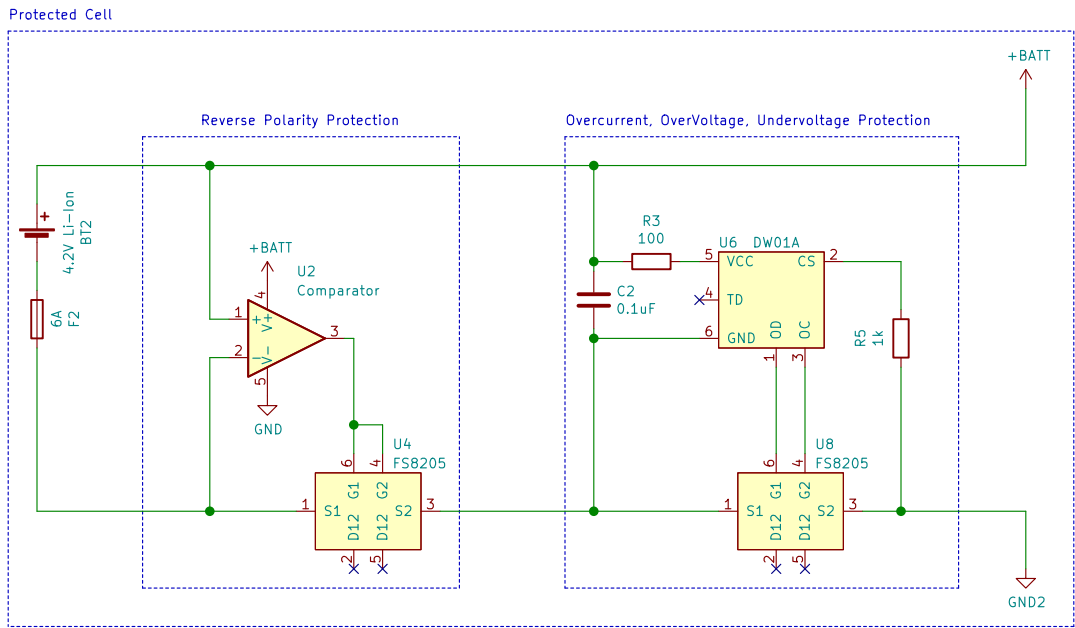 Protected Cell
+BATT
Reverse Polarity Protection
Overcurrent, OverVoltage, Undervoltage Protection
+
4.2V Li-Ion
BT2
6A
F2
+BATT
U2
Comparator
4
1
+
V+
3
2
-
V-
5
GND
U4
FS8205
6
4
G1
G2
1
S1
S2
3
D12
D12
2
5
R3
100
C2
0.1uF
U6
DW01A
5
VCC
CS
2
4
TD
6
GND
OD
OC
1
3
R5
1k
U8
FS8205
6
4
G1
G2
1
S1
S2
3
D12
D12
2
5
GND2